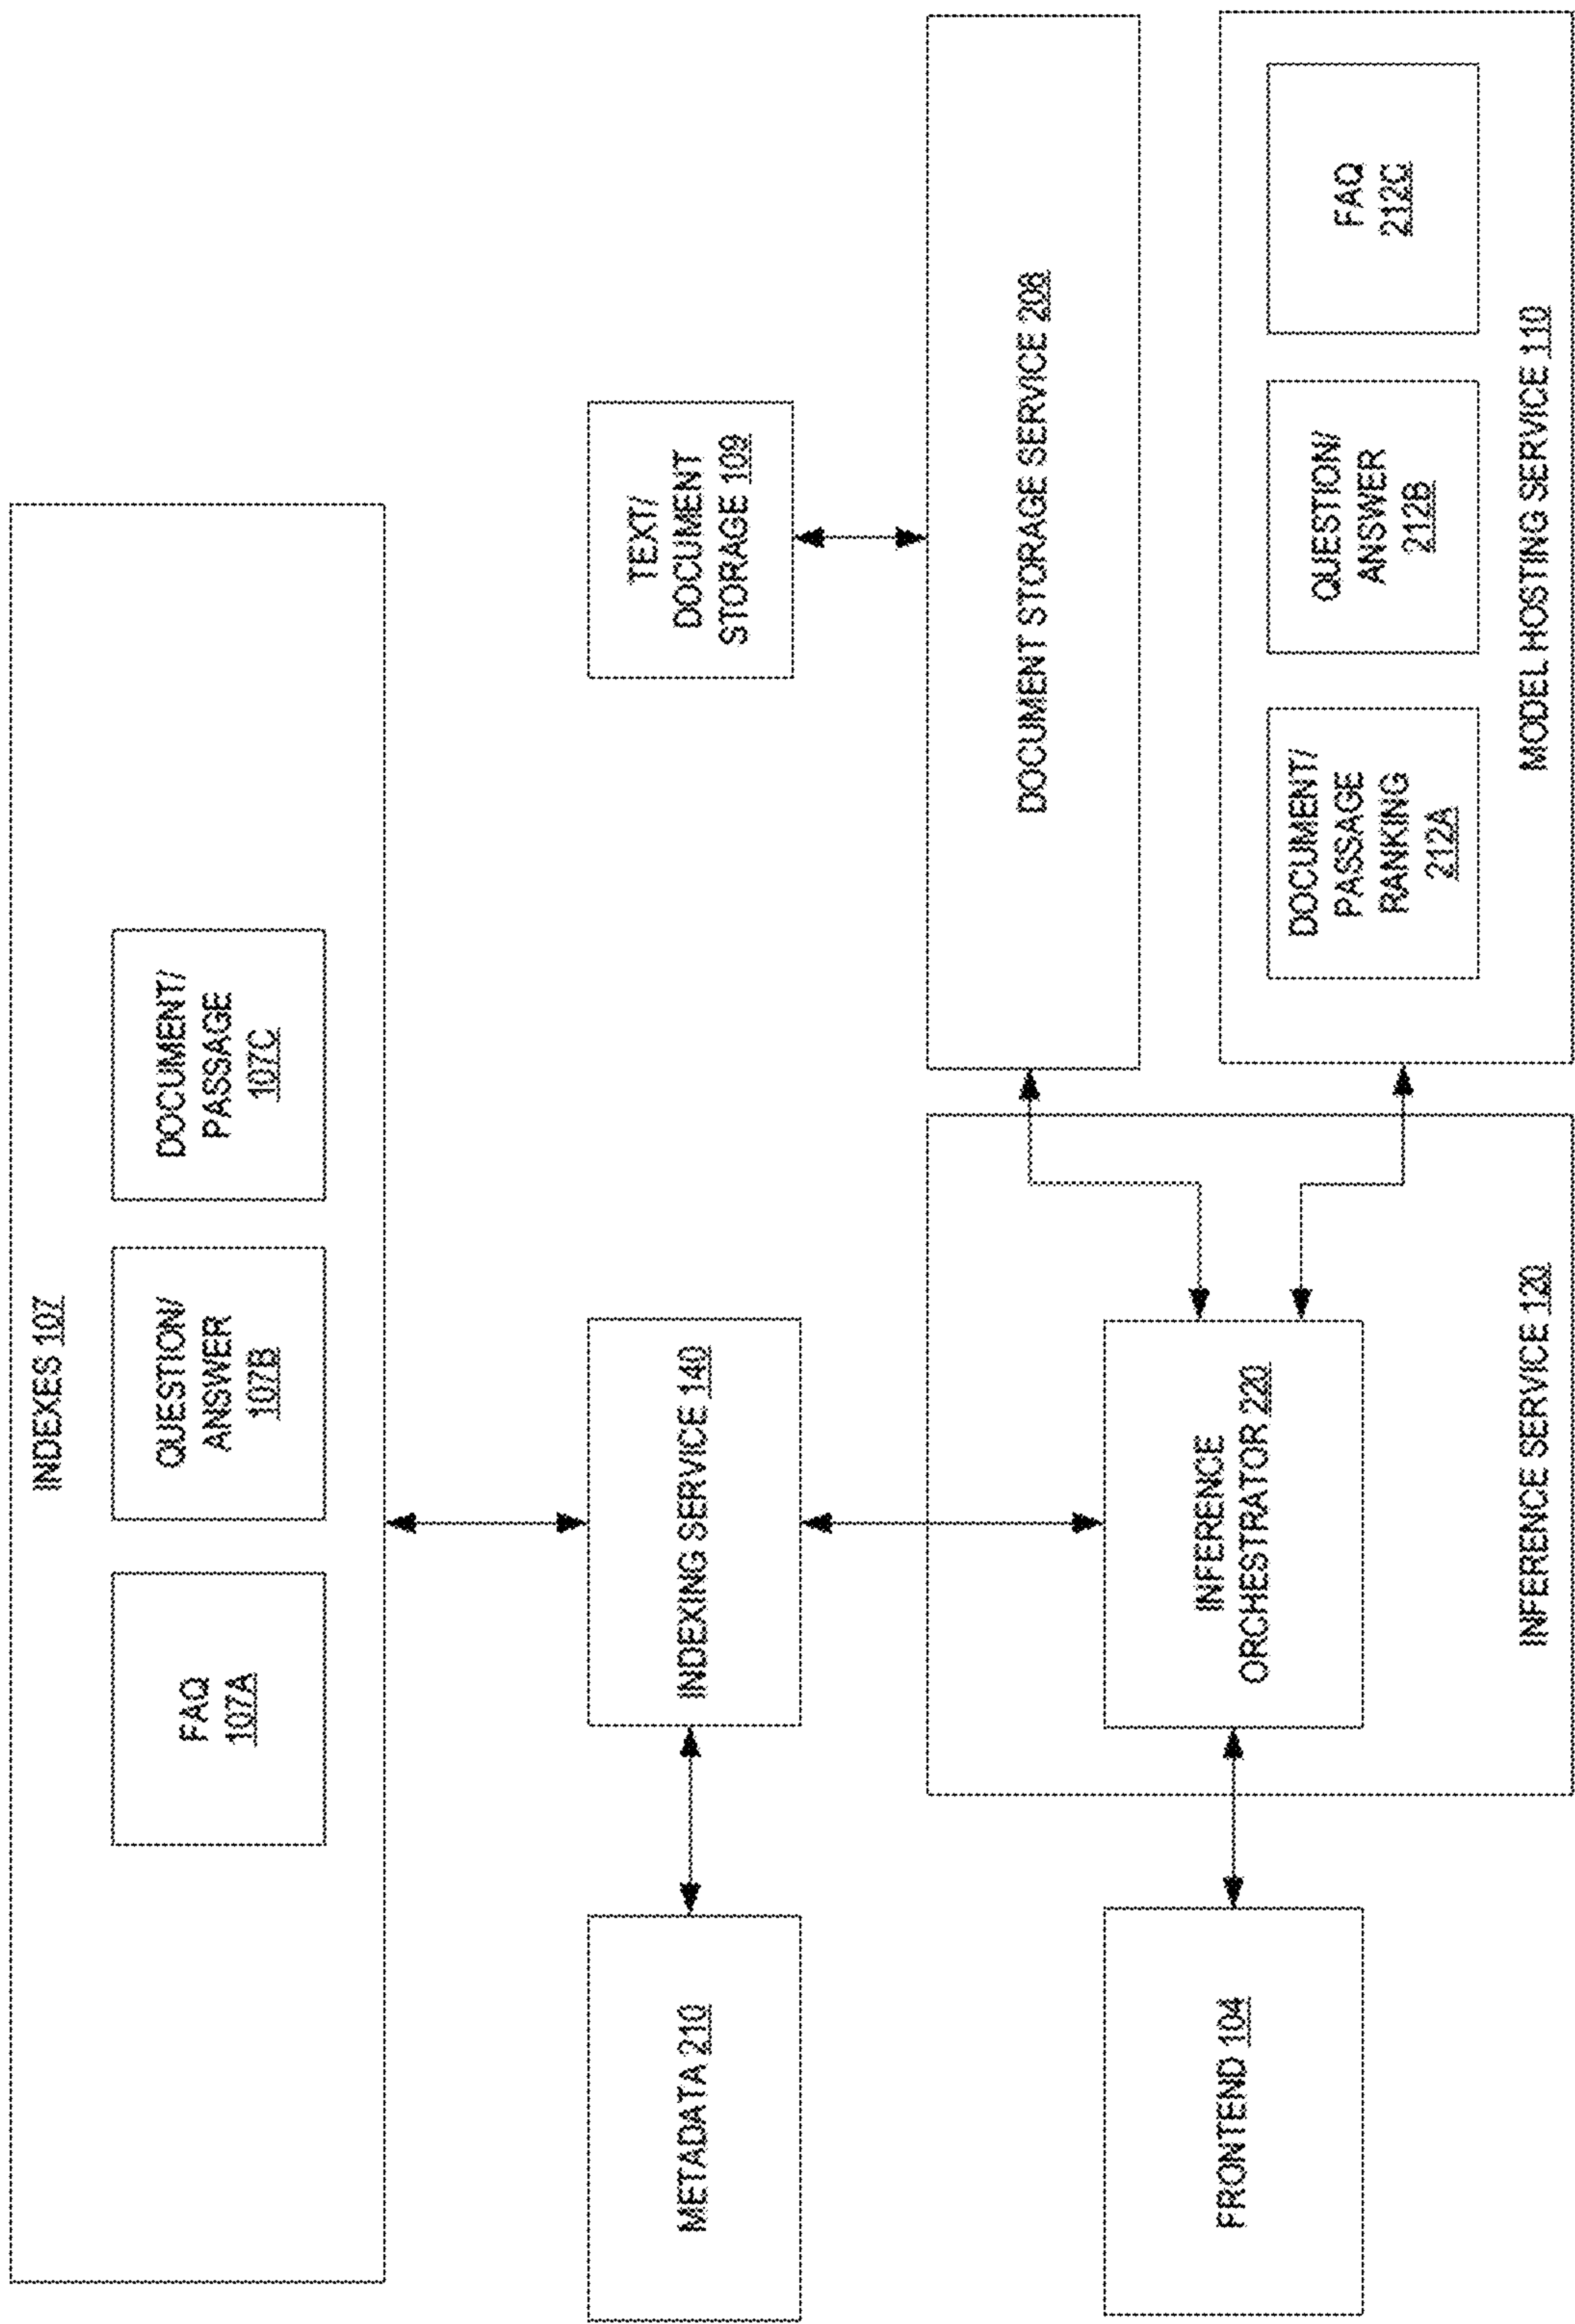 INDEXES 107
FAQ
107A
QUESTION/
ANSWER
107B
DOCUMENT/
PASSAGE
107C
METADATA 210
INDEXING SERVICE 140
TEXT/
DOCUMENT
STORAGE 109
DOCUMENT STORAGE SERVICE 208
FRONTEND 104
INFERENCE
ORCHESTRATOR 220
INFERENCE SERVICE 120
DOCUMENT/
PASSAGE
RANKING
212A
QUESTION/
ANSWER
212B
FAQ
212C
MODEL HOSTING SERVICE 110